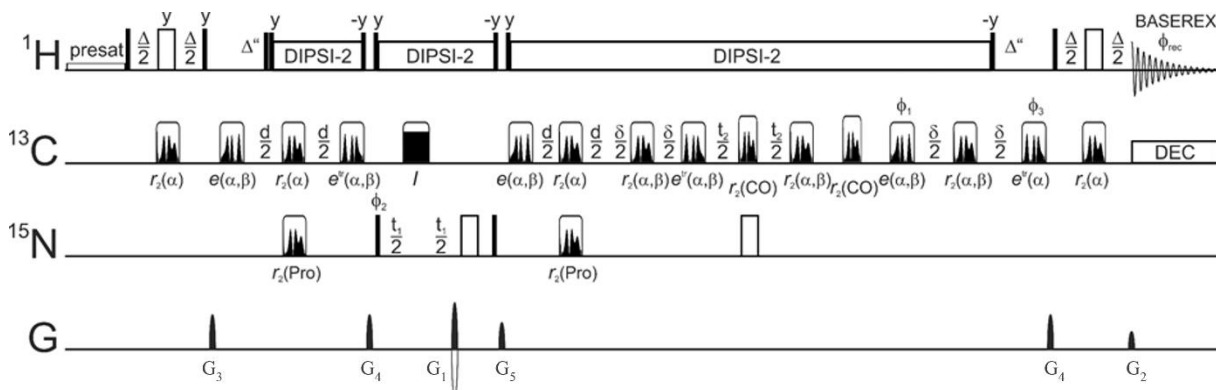 y y y -y y -y y -y BASEREX
¹H presat Δ/2 Δ/2 Δ“ DIPSI-2 DIPSI-2 DIPSI-2 Δ“ Δ/2 Δ/2 ϕrec
ϕ₁ ϕ₃
¹³C d/2 d/2 d/2 d/2 δ/2 δ/2 t₂/2 t₂/2 δ/2 δ/2 DEC
r₂(α) e(α,β) r₂(α) eᵗʳ(α,β) I e(α,β) r₂(α) r₂(α,β) eᵗʳ(α,β) r₂(CO) r₂(α,β) r₂(CO) e(α,β) r₂(α,β) eᵗʳ(α) r₂(α)
ϕ₂
¹⁵N t₁/2 t₁/2
r₂(Pro) r₂(Pro)
G
G₃ G₄ G₁ G₅ G₄ G₂